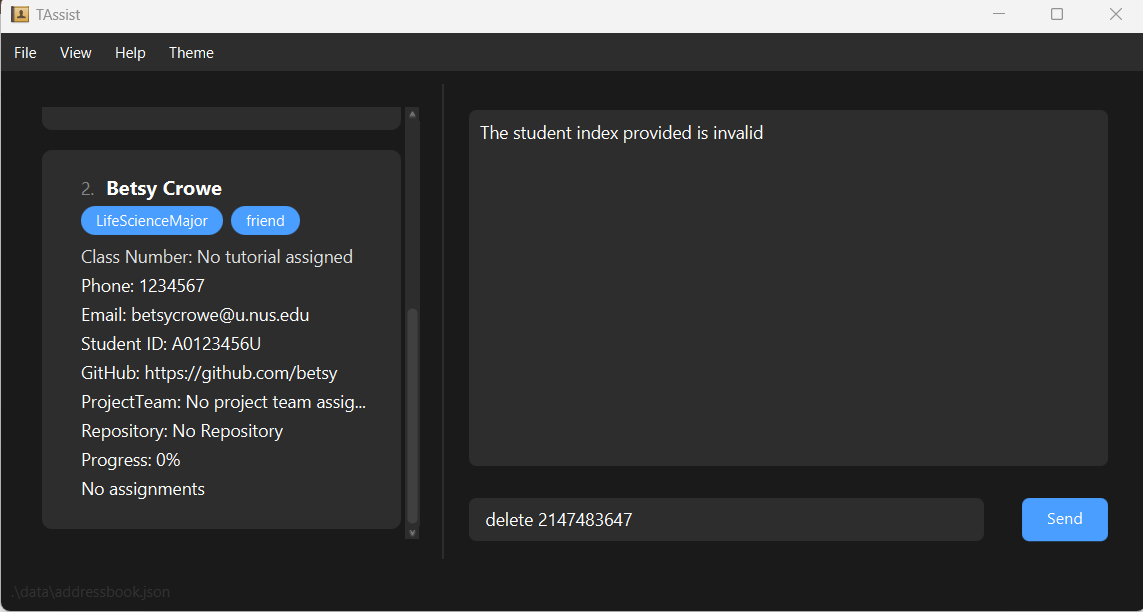 TAssist
File View Help Theme
2. Betsy Crowe
LifeScienceMajor friend
Class Number: No tutorial assigned
Phone: 1234567
Email: betsycrowe@u.nus.edu
Student ID: A0123456U
GitHub: https://github.com/betsy
ProjectTeam: No project team assig...
Repository: No Repository
Progress: 0%
No assignments
The student index provided is invalid
delete 2147483647
Send
.\data\addressbook.json